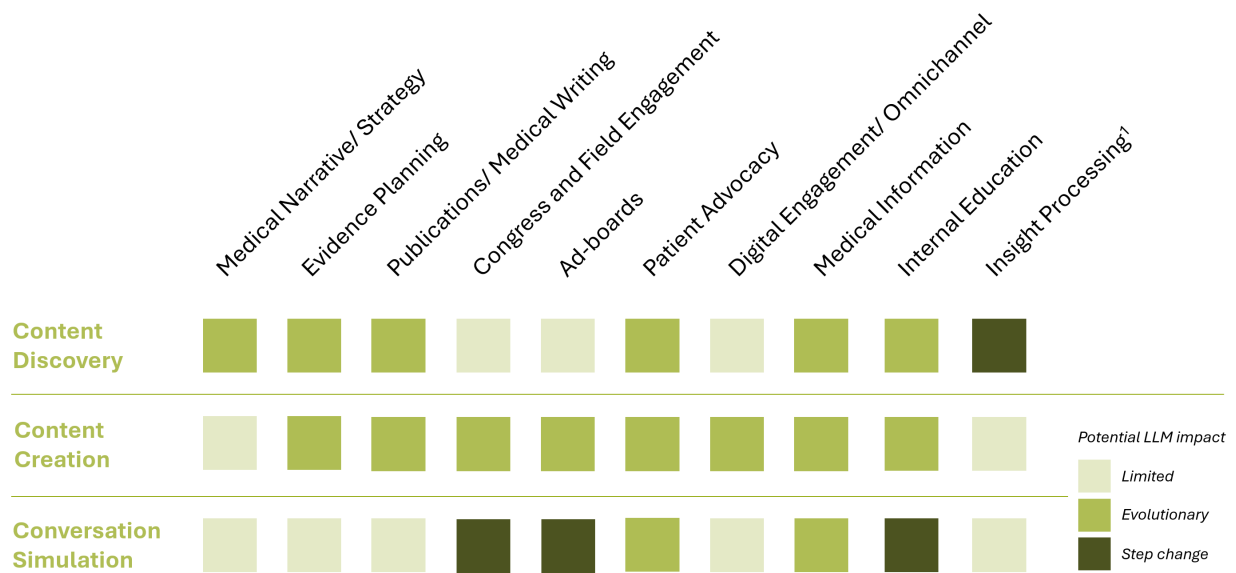 Medical Narrative/ Strategy
Evidence Planning
Publications/ Medical Writing
Congress and Field Engagement
Ad-boards
Patient Advocacy
Digital Engagement/ Omnichannel
Medical Information
Internal Education
Insight Processing¹
Content
Discovery
Content
Creation
Potential LLM impact
Limited
Evolutionary
Step change
Conversation
Simulation